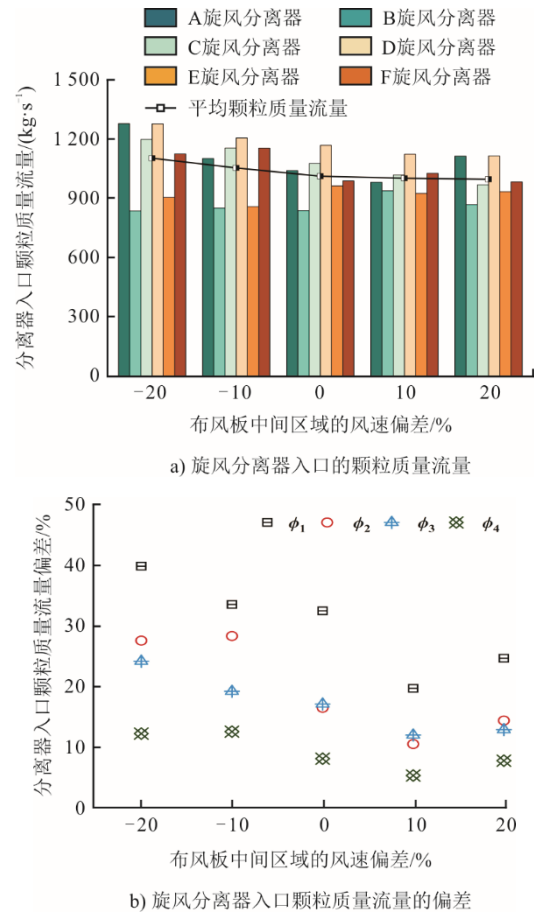 A旋风分离器 B旋风分离器
C旋风分离器 D旋风分离器
E旋风分离器 F旋风分离器
平均颗粒质量流量
分离器入口颗粒质量流量/(kg·s⁻¹)
1 500
1 200
900
600
300
0
−20 −10 0 10 20
布风板中间区域的风速偏差/%
a) 旋风分离器入口的颗粒质量流量
分离器入口颗粒质量流量偏差/%
50
ϕ₁ ϕ₂ ϕ₃ ϕ₄
40
30
20
10
0
−20 −10 0 10 20
布风板中间区域的风速偏差/%
b) 旋风分离器入口颗粒质量流量的偏差